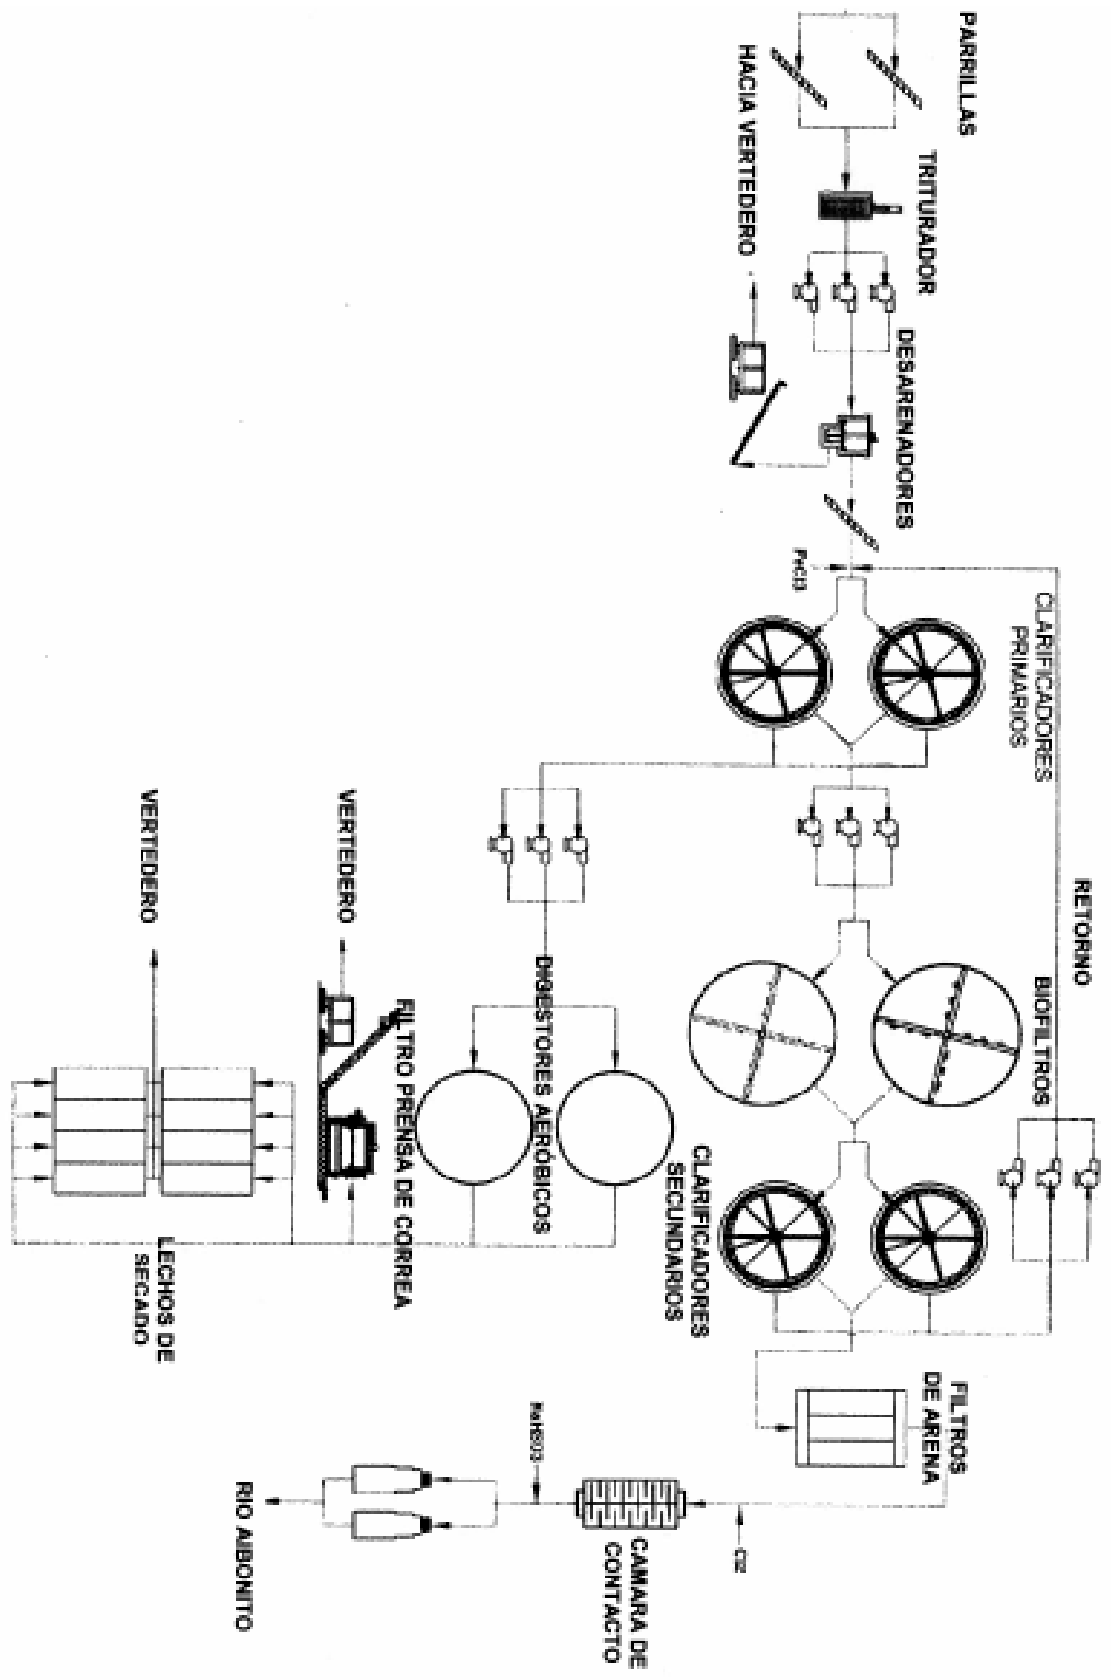 PARRILLAS
TRITURADOR
HACIA VERTEDERO
DESARENADORES
FeCl3
CLARIFICADORES
PRIMARIOS
RETORNO
BIOFILTROS
CLARIFICADORES
SECUNDARIOS
FILTROS
DE ARENA
DIGESTORES AERÓBICOS
VERTEDERO
FILTRO PRENSA DE CORREA
VERTEDERO
LECHOS DE
SECADO
Cl2
CAMARA DE
CONTACTO
NaHSO3
RIO AIBONITO